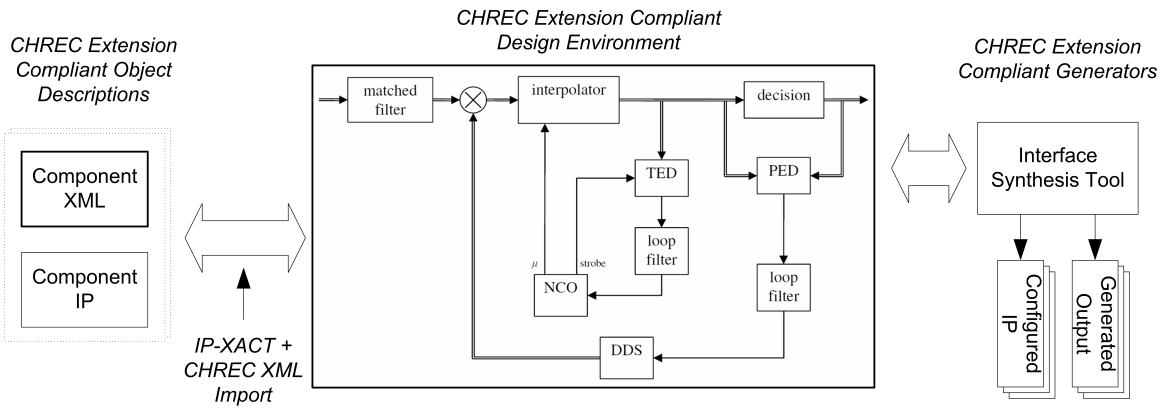 CHREC Extension Compliant
Design Environment
CHREC Extension
Compliant Object
Descriptions
CHREC Extension
Compliant Generators
Component
XML
Component
IP
IP-XACT +
CHREC XML
Import
matched
filter
interpolator
decision
TED
PED
loop
filter
μ
strobe
NCO
loop
filter
DDS
Interface
Synthesis Tool
Configured
IP
Generated
Output